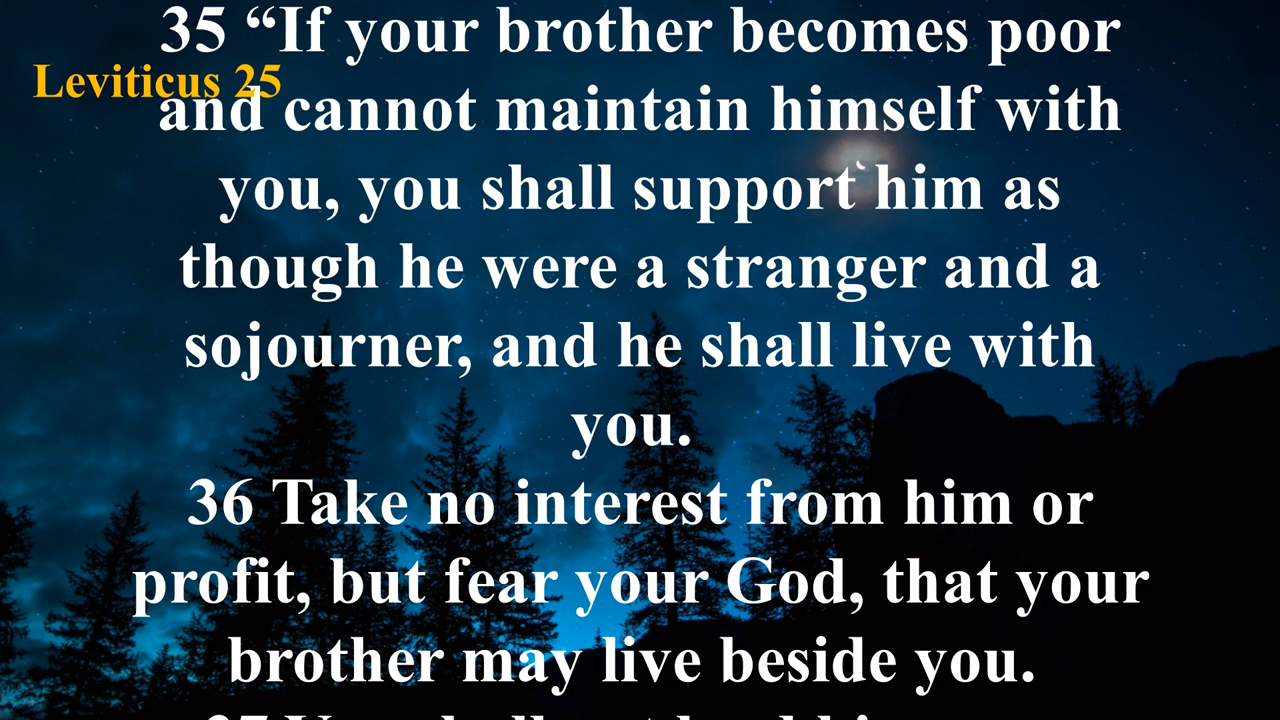 35 “If your brother becomes poor
Leviticus 25
and cannot maintain himself with
you, you shall support him as
though he were a stranger and a
sojourner, and he shall live with
you.
36 Take no interest from him or
profit, but fear your God, that your
brother may live beside you.